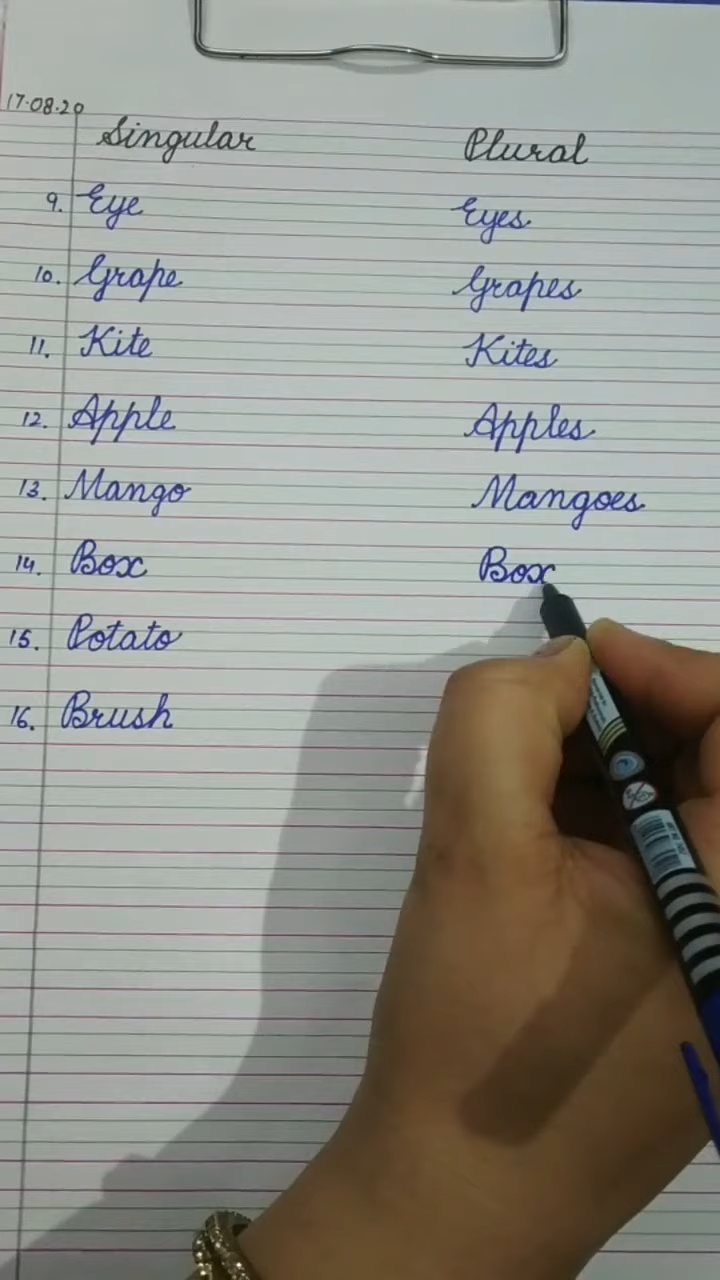 17.08.20
Singular Plural
9. Eye Eyes
10. Grape Grapes
11. Kite Kites
12. Apple Apples
13. Mango Mangoes
14. Box Box
15. Potato
16. Brush